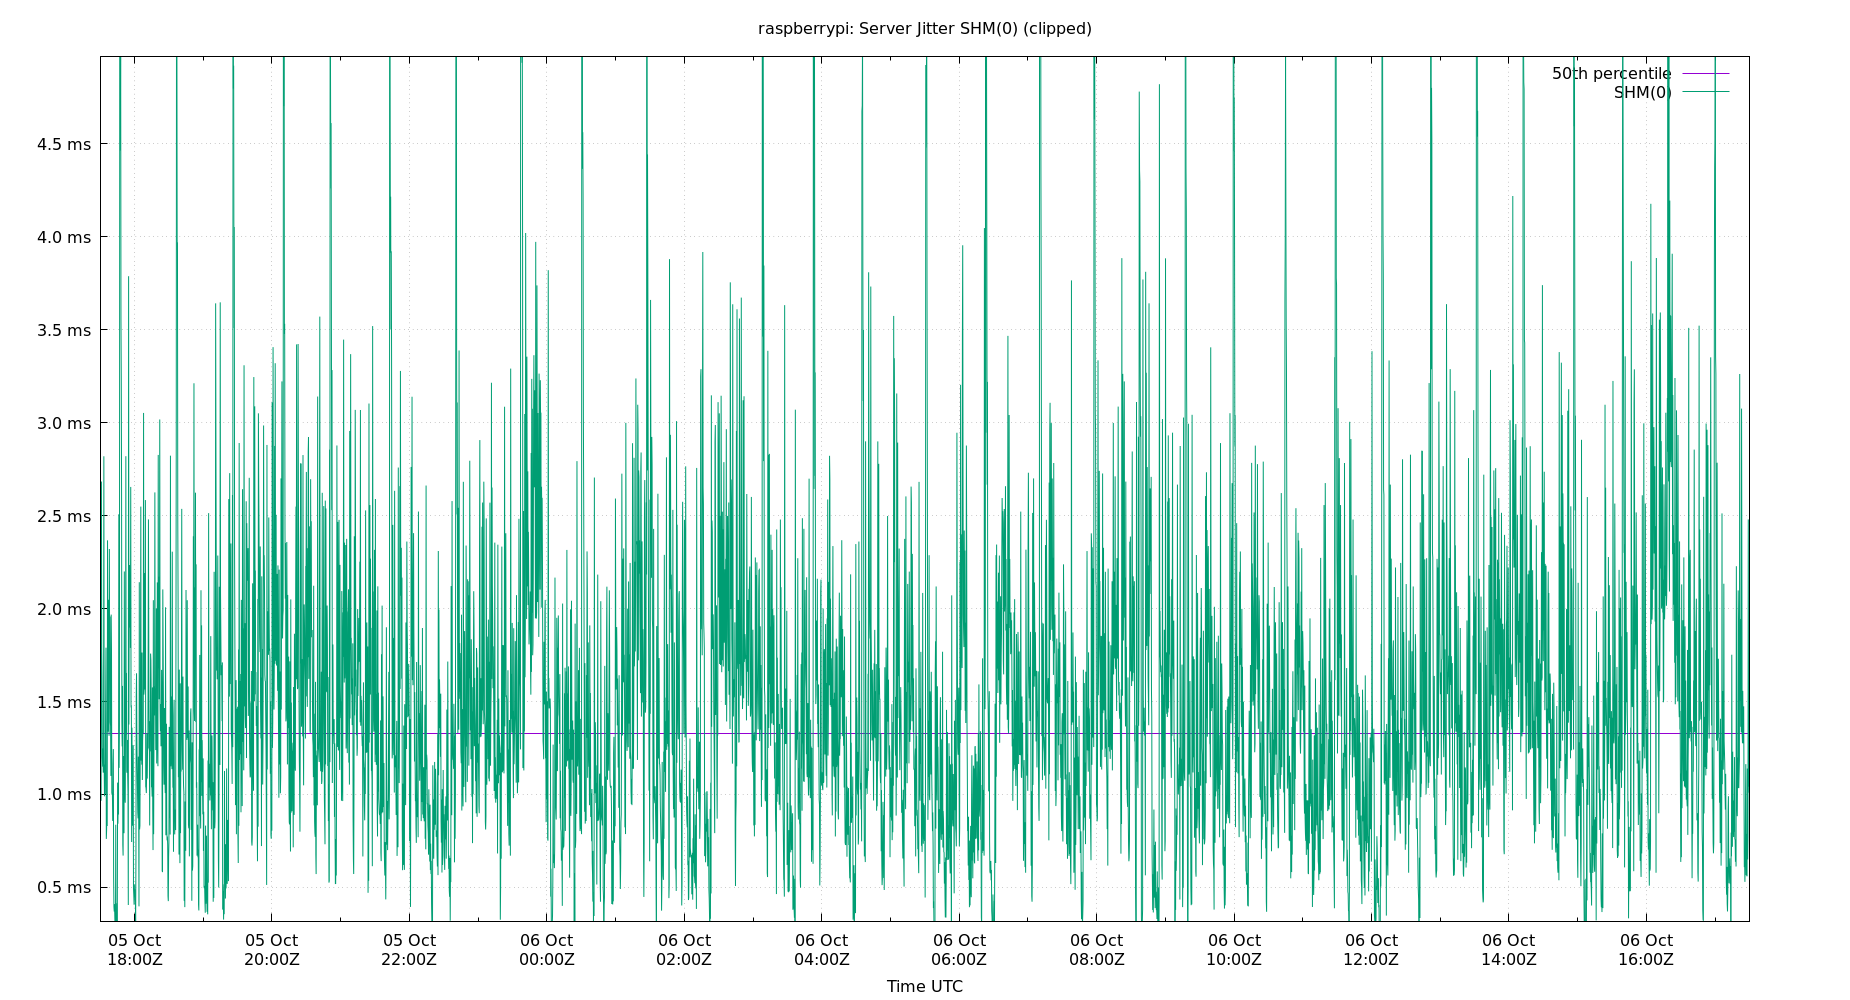 raspberrypi: Server Jitter SHM(0) (clipped)
50th percentile
SHM(0)
4.5 ms
4.0 ms
3.5 ms
3.0 ms
2.5 ms
2.0 ms
1.5 ms
1.0 ms
0.5 ms
05 Oct 05 Oct 05 Oct 06 Oct 06 Oct 06 Oct 06 Oct 06 Oct 06 Oct 06 Oct 06 Oct 06 Oct
18:00Z 20:00Z 22:00Z 00:00Z 02:00Z 04:00Z 06:00Z 08:00Z 10:00Z 12:00Z 14:00Z 16:00Z
Time UTC